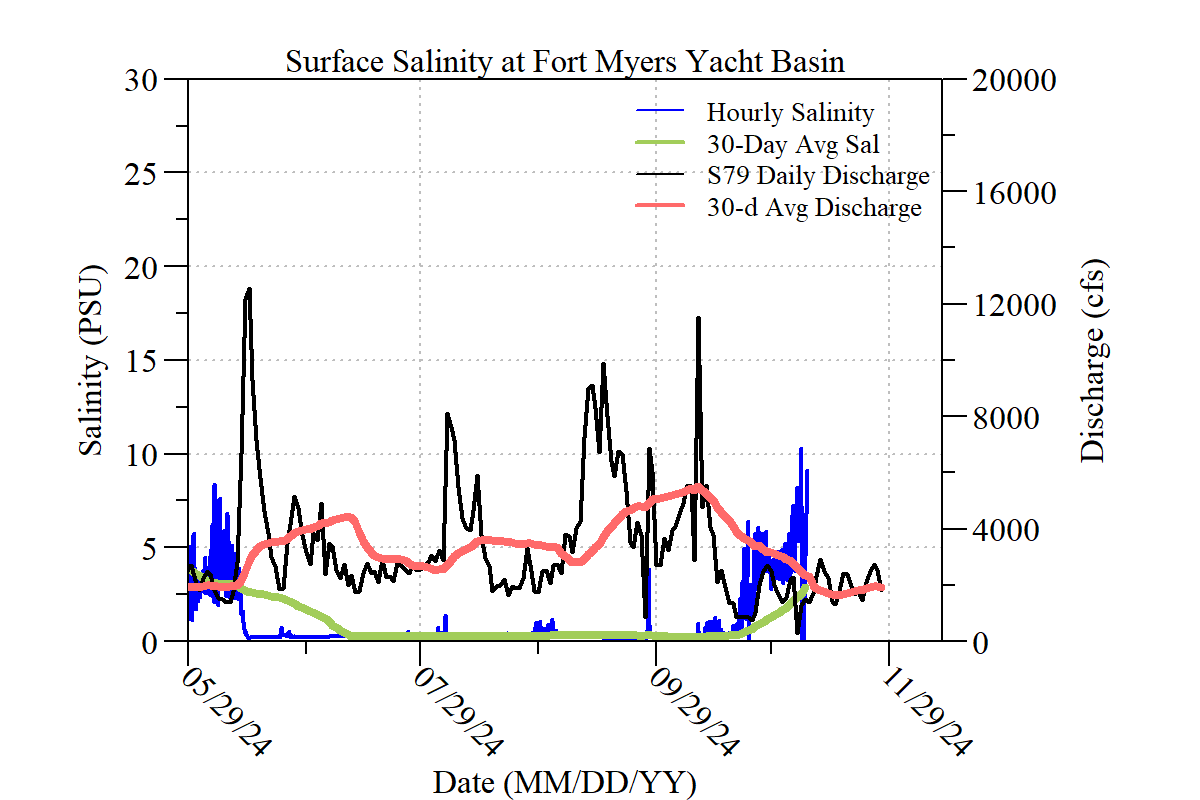 Surface Salinity at Fort Myers Yacht Basin
30
25
20
15
10
5
0
Salinity (PSU)
Hourly Salinity
30-Day Avg Sal
S79 Daily Discharge
30-d Avg Discharge
20000
16000
12000
8000
4000
0
Discharge (cfs)
05/29/24
07/29/24
09/29/24
11/29/24
Date (MM/DD/YY)